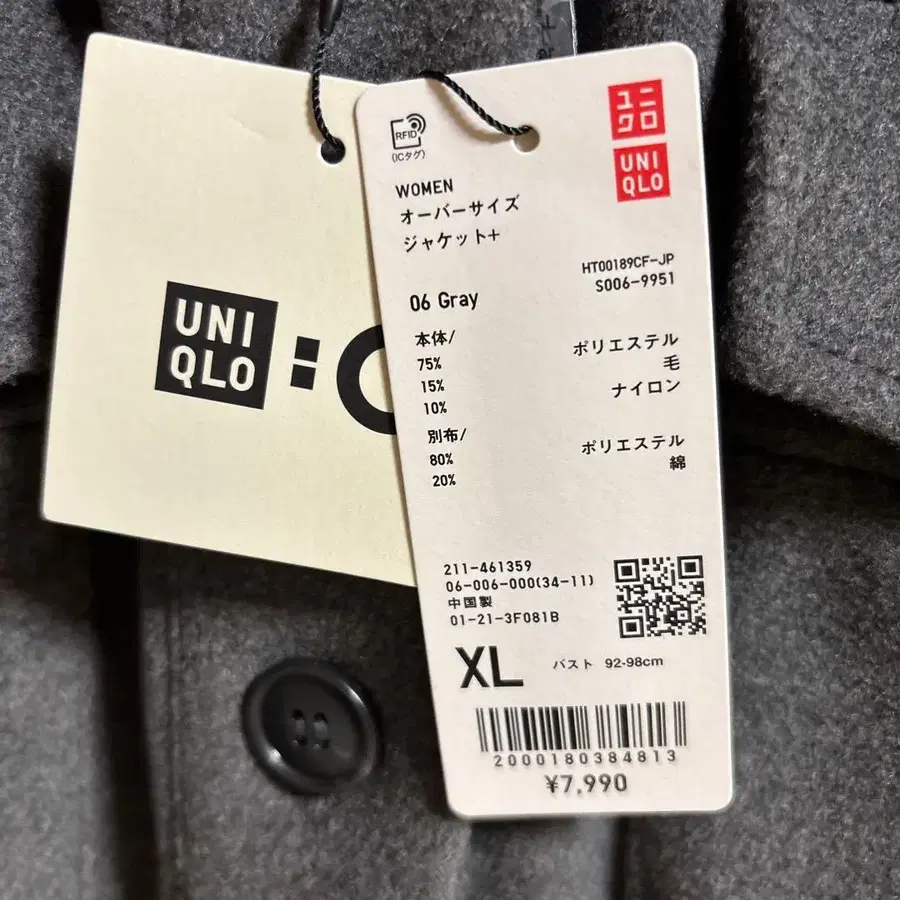 UNI
QLO
: C
RFID
(ICタグ)
ユニ
クロ
UNI
QLO
WOMEN
オーバーサイズ
ジャケット+
HT00189CF-JP
S006-9951
06 Gray
本体/
75% ポリエステル
15% 毛
10% ナイロン
別布/
80% ポリエステル
20% 綿
211-461359
06-006-000(34-11)
中国製
01-21-3F081B
XL バスト 92-98cm
2000180384813
¥7,990